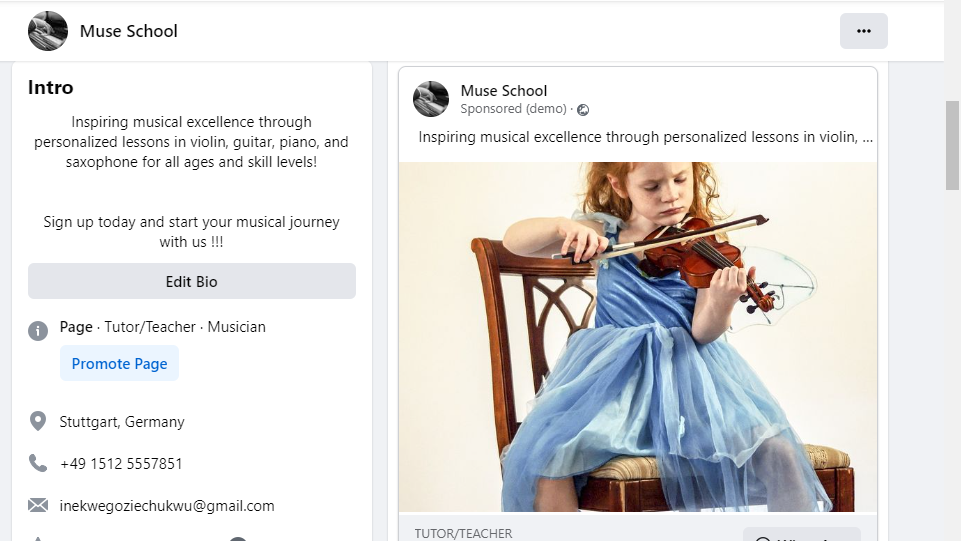 Muse School
Intro
Inspiring musical excellence through
personalized lessons in violin, guitar, piano, and
saxophone for all ages and skill levels!
Sign up today and start your musical journey
with us !!!
Edit Bio
Page · Tutor/Teacher · Musician
Promote Page
Stuttgart, Germany
+49 1512 5557851
inekwegoziechukwu@gmail.com
Muse School
Sponsored (demo) ·
Inspiring musical excellence through personalized lessons in violin, ...
TUTOR/TEACHER